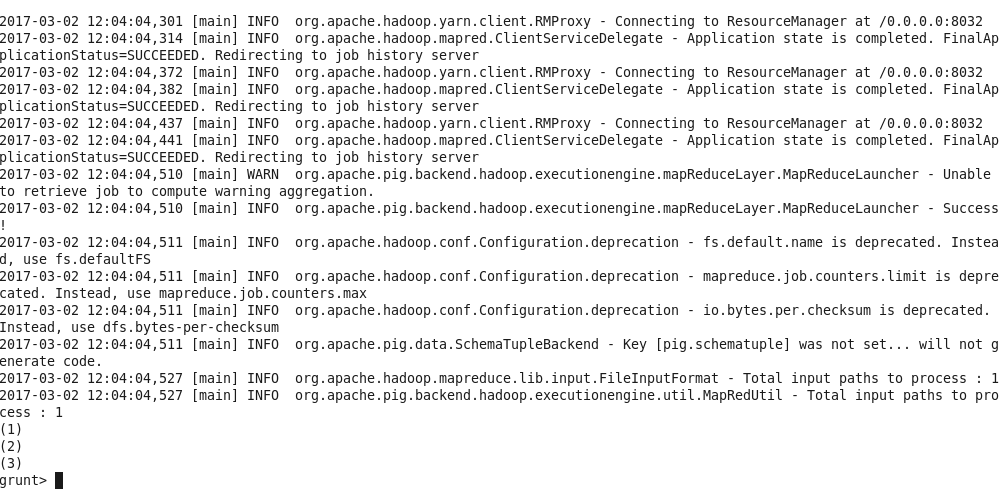 2017-03-02 12:04:04,301 [main] INFO  org.apache.hadoop.yarn.client.RMProxy - Connecting to ResourceManager at /0.0.0.0:8032
2017-03-02 12:04:04,314 [main] INFO  org.apache.hadoop.mapred.ClientServiceDelegate - Application state is completed. FinalAp
plicationStatus=SUCCEEDED. Redirecting to job history server
2017-03-02 12:04:04,372 [main] INFO  org.apache.hadoop.yarn.client.RMProxy - Connecting to ResourceManager at /0.0.0.0:8032
2017-03-02 12:04:04,382 [main] INFO  org.apache.hadoop.mapred.ClientServiceDelegate - Application state is completed. FinalAp
plicationStatus=SUCCEEDED. Redirecting to job history server
2017-03-02 12:04:04,437 [main] INFO  org.apache.hadoop.yarn.client.RMProxy - Connecting to ResourceManager at /0.0.0.0:8032
2017-03-02 12:04:04,441 [main] INFO  org.apache.hadoop.mapred.ClientServiceDelegate - Application state is completed. FinalAp
plicationStatus=SUCCEEDED. Redirecting to job history server
2017-03-02 12:04:04,510 [main] WARN  org.apache.pig.backend.hadoop.executionengine.mapReduceLayer.MapReduceLauncher - Unable
to retrieve job to compute warning aggregation.
2017-03-02 12:04:04,510 [main] INFO  org.apache.pig.backend.hadoop.executionengine.mapReduceLayer.MapReduceLauncher - Success
!
2017-03-02 12:04:04,511 [main] INFO  org.apache.hadoop.conf.Configuration.deprecation - fs.default.name is deprecated. Instea
d, use fs.defaultFS
2017-03-02 12:04:04,511 [main] INFO  org.apache.hadoop.conf.Configuration.deprecation - mapreduce.job.counters.limit is depre
cated. Instead, use mapreduce.job.counters.max
2017-03-02 12:04:04,511 [main] INFO  org.apache.hadoop.conf.Configuration.deprecation - io.bytes.per.checksum is deprecated.
Instead, use dfs.bytes-per-checksum
2017-03-02 12:04:04,511 [main] INFO  org.apache.pig.data.SchemaTupleBackend - Key [pig.schematuple] was not set... will not g
enerate code.
2017-03-02 12:04:04,527 [main] INFO  org.apache.hadoop.mapreduce.lib.input.FileInputFormat - Total input paths to process : 1
2017-03-02 12:04:04,527 [main] INFO  org.apache.pig.backend.hadoop.executionengine.util.MapRedUtil - Total input paths to pro
cess : 1
(1)
(2)
(3)
grunt>